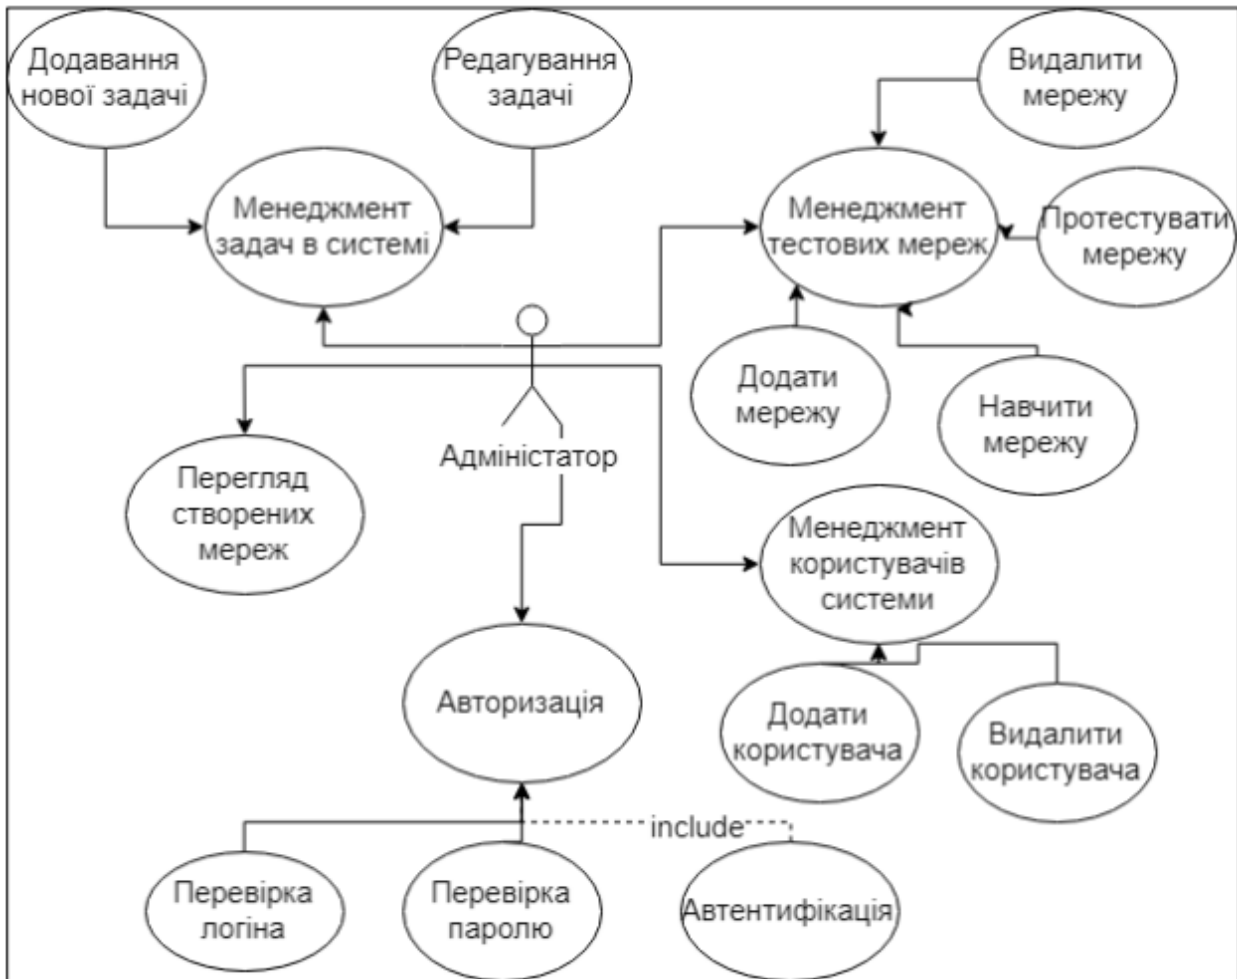 Додавання
нової задачі
Редагування
задачі
Видалити
мережу
Менеджмент
задач в системі
Менеджмент
тестових мереж
Протестувати
мережу
Додати
мережу
Навчити
мережу
Адміністатор
Перегляд
створених
мереж
Менеджмент
користувачів
системи
Авторизація
Додати
користувача
Видалити
користувача
include
Перевірка
логіна
Перевірка
паролю
Автентифікація